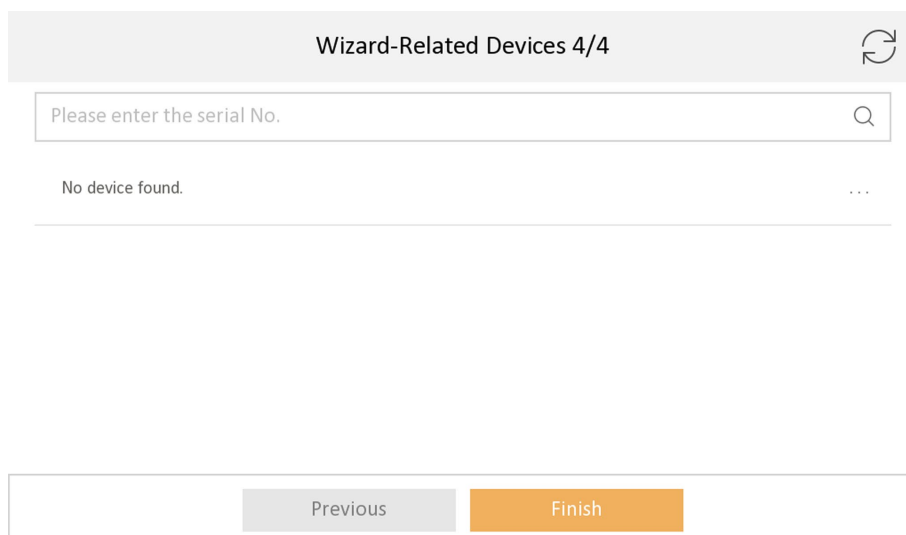 Wizard-Related Devices 4/4
Please enter the serial No.
No device found.
...
Previous
Finish